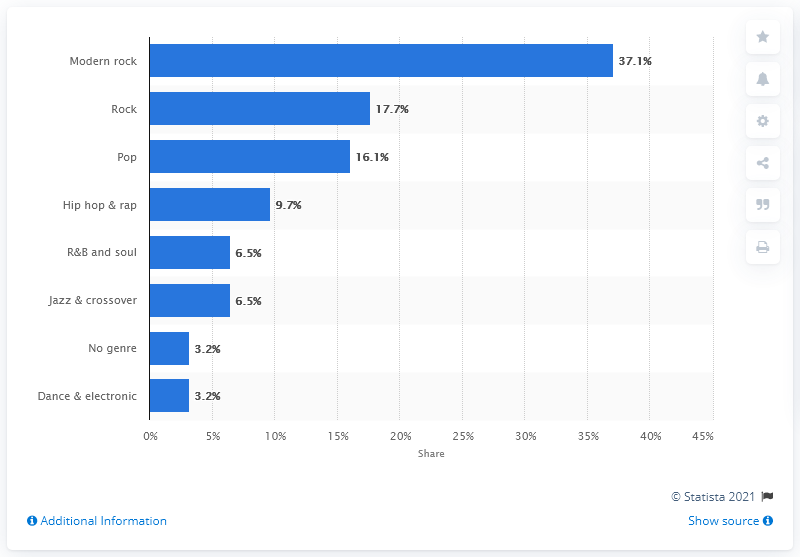 Modern rock 37.1%
Rock 17.7%
Pop 16.1%
Hip hop & rap 9.7%
R&B and soul 6.5%
Jazz & crossover 6.5%
No genre 3.2%
Dance & electronic 3.2%
0% 5% 10% 15% 20% 25% 30% 35% 40% 45%
Share
© Statista 2021
Additional Information Show source